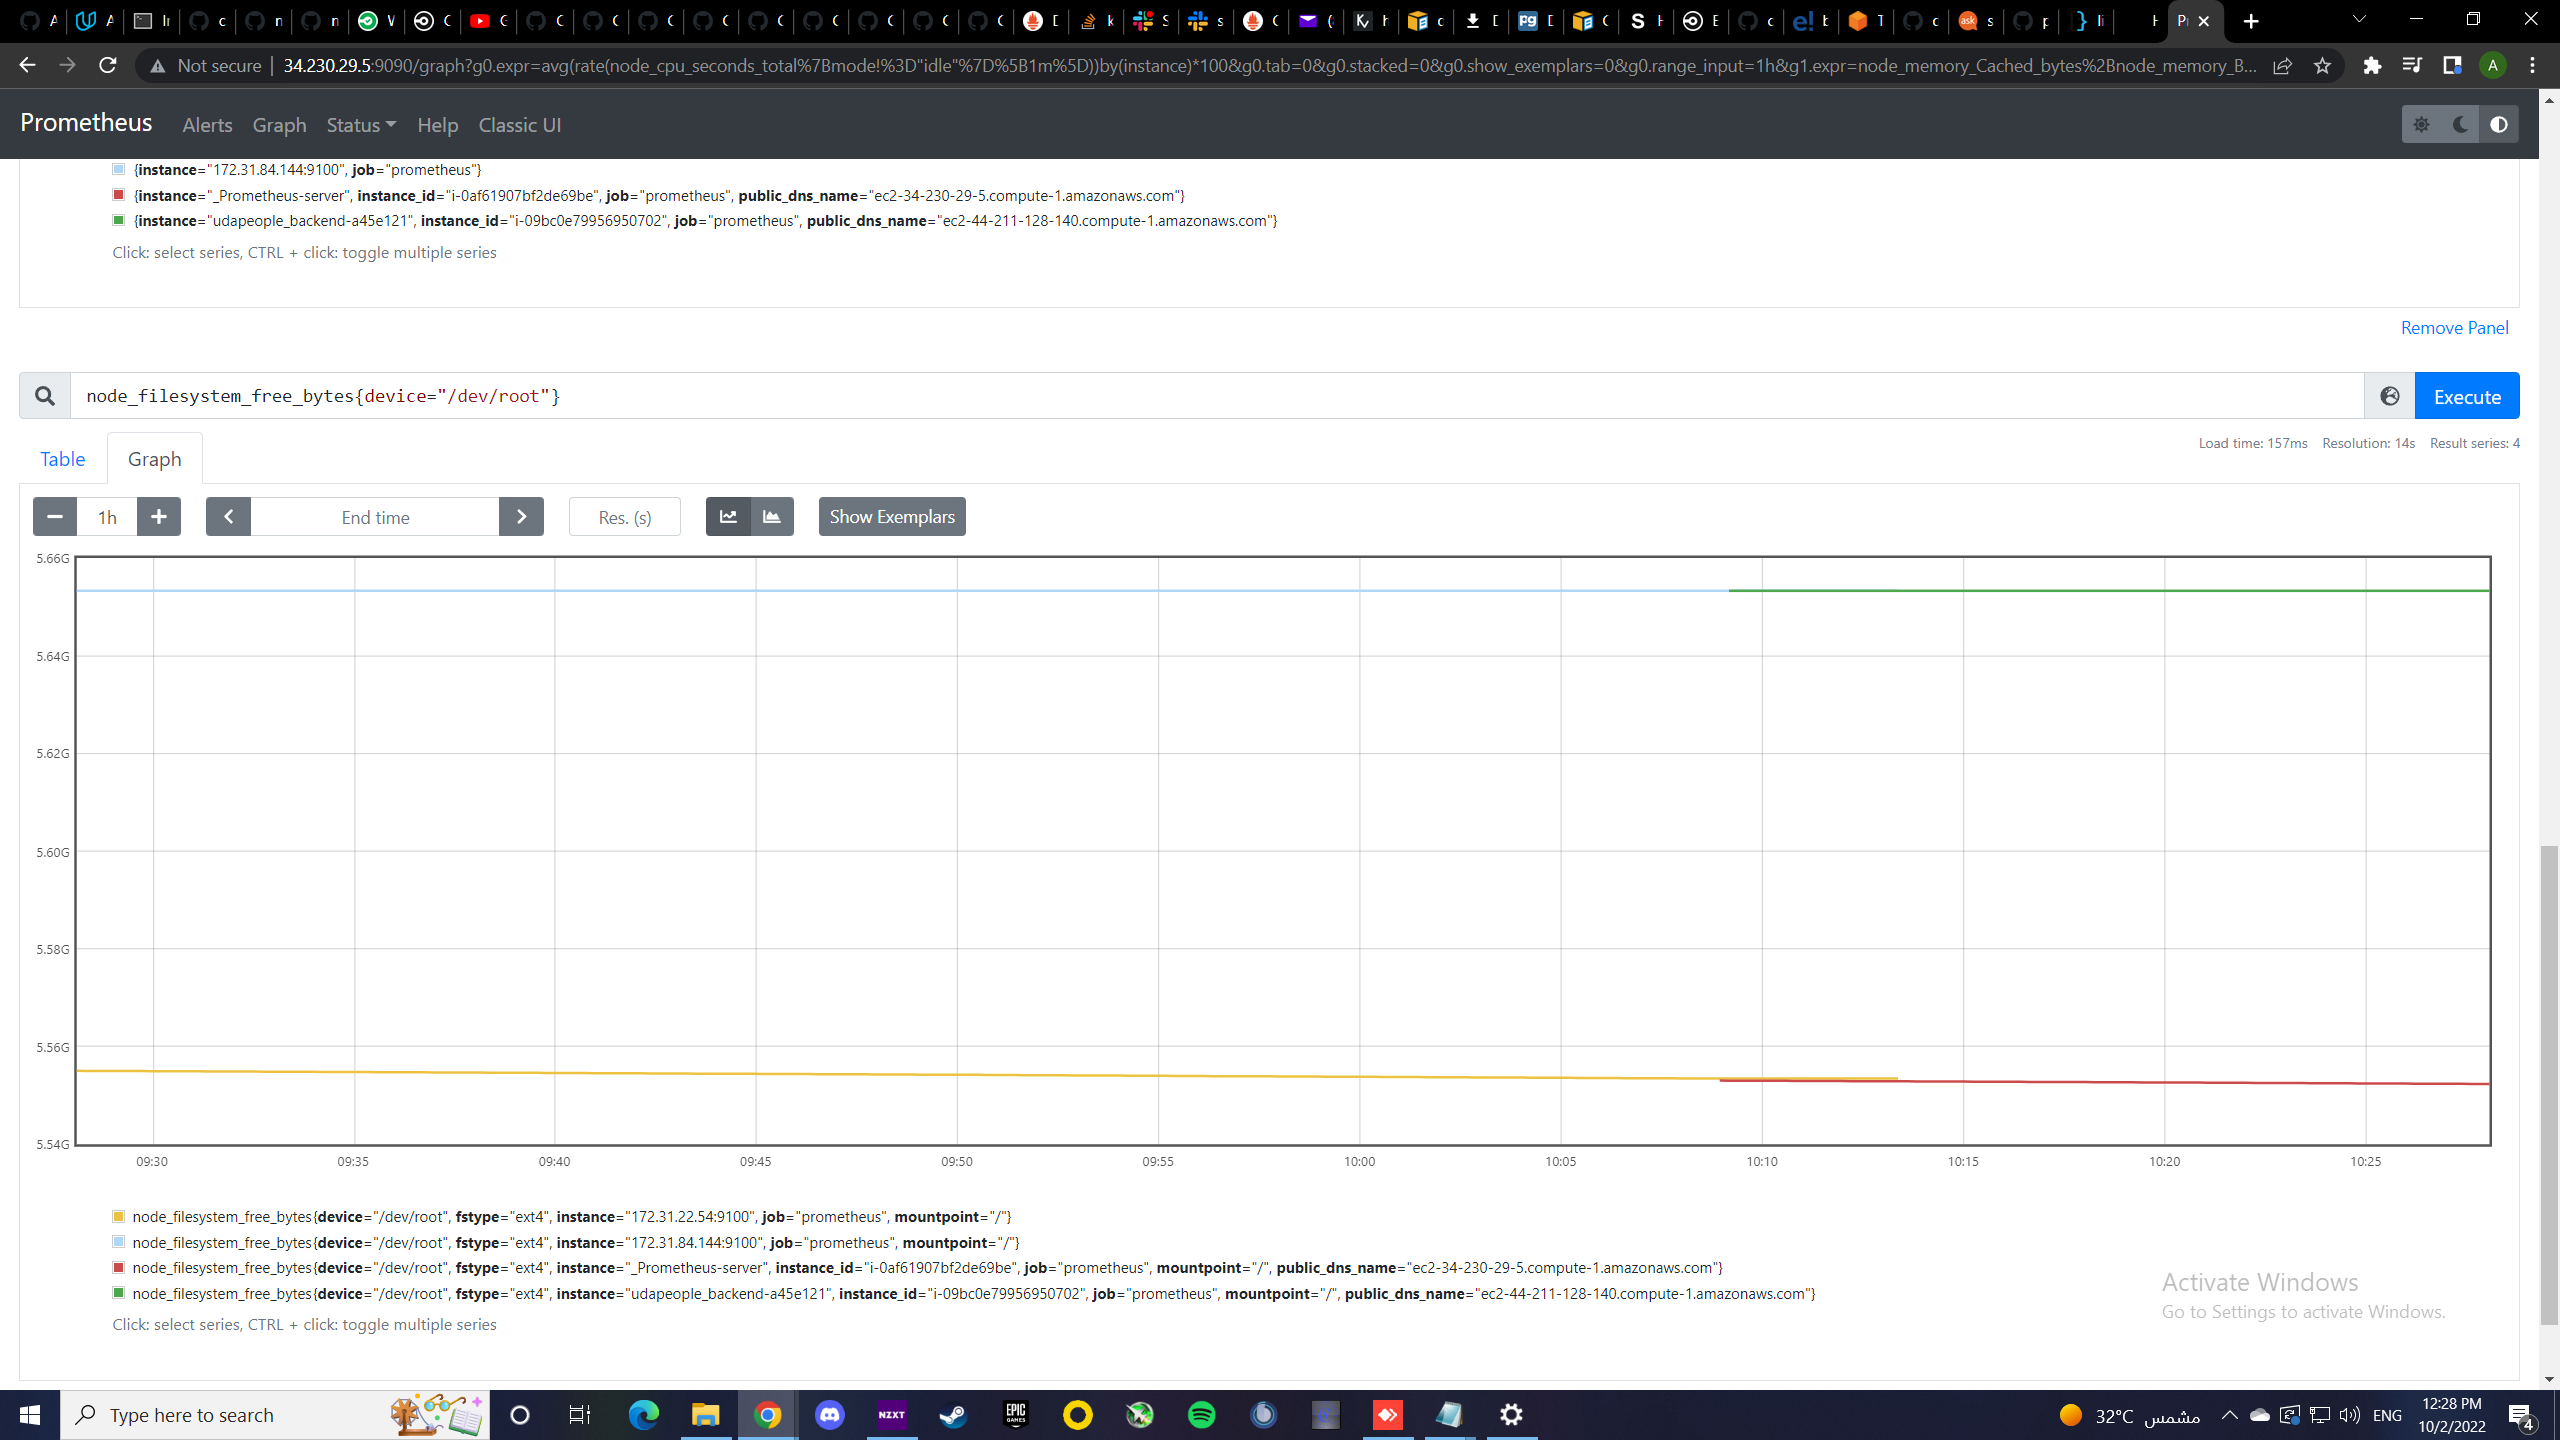 Not secure | 34.230.29.5:9090/graph?g0.expr=avg(rate(node_cpu_seconds_total%7Bmode!%3D"idle"%7D%5B1m%5D))by(instance)*100&g0.tab=0&g0.stacked=0&g0.show_exemplars=0&g0.range_input=1h&g1.expr=node_memory_Cached_bytes%2Bnode_memory_B...
A
Prometheus Alerts Graph Status Help Classic UI
{instance="172.31.84.144:9100", job="prometheus"}
{instance="_Prometheus-server", instance_id="i-0af61907bf2de69be", job="prometheus", public_dns_name="ec2-34-230-29-5.compute-1.amazonaws.com"}
{instance="udapeople_backend-a45e121", instance_id="i-09bc0e79956950702", job="prometheus", public_dns_name="ec2-44-211-128-140.compute-1.amazonaws.com"}
Click: select series, CTRL + click: toggle multiple series
Remove Panel
node_filesystem_free_bytes{device="/dev/root"}
Execute
Table Graph
Load time: 157ms Resolution: 14s Result series: 4
1h End time Res. (s) Show Exemplars
5.66G
5.64G
5.62G
5.60G
5.58G
5.56G
5.54G
09:30 09:35 09:40 09:45 09:50 09:55 10:00 10:05 10:10 10:15 10:20 10:25
node_filesystem_free_bytes{device="/dev/root", fstype="ext4", instance="172.31.22.54:9100", job="prometheus", mountpoint="/"}
node_filesystem_free_bytes{device="/dev/root", fstype="ext4", instance="172.31.84.144:9100", job="prometheus", mountpoint="/"}
node_filesystem_free_bytes{device="/dev/root", fstype="ext4", instance="_Prometheus-server", instance_id="i-0af61907bf2de69be", job="prometheus", mountpoint="/", public_dns_name="ec2-34-230-29-5.compute-1.amazonaws.com"}
node_filesystem_free_bytes{device="/dev/root", fstype="ext4", instance="udapeople_backend-a45e121", instance_id="i-09bc0e79956950702", job="prometheus", mountpoint="/", public_dns_name="ec2-44-211-128-140.compute-1.amazonaws.com"}
Click: select series, CTRL + click: toggle multiple series
Activate Windows
Go to Settings to activate Windows.
Type here to search
NZXT
EPIC GAMES
32°C مشمس
ENG
12:28 PM
10/2/2022
4